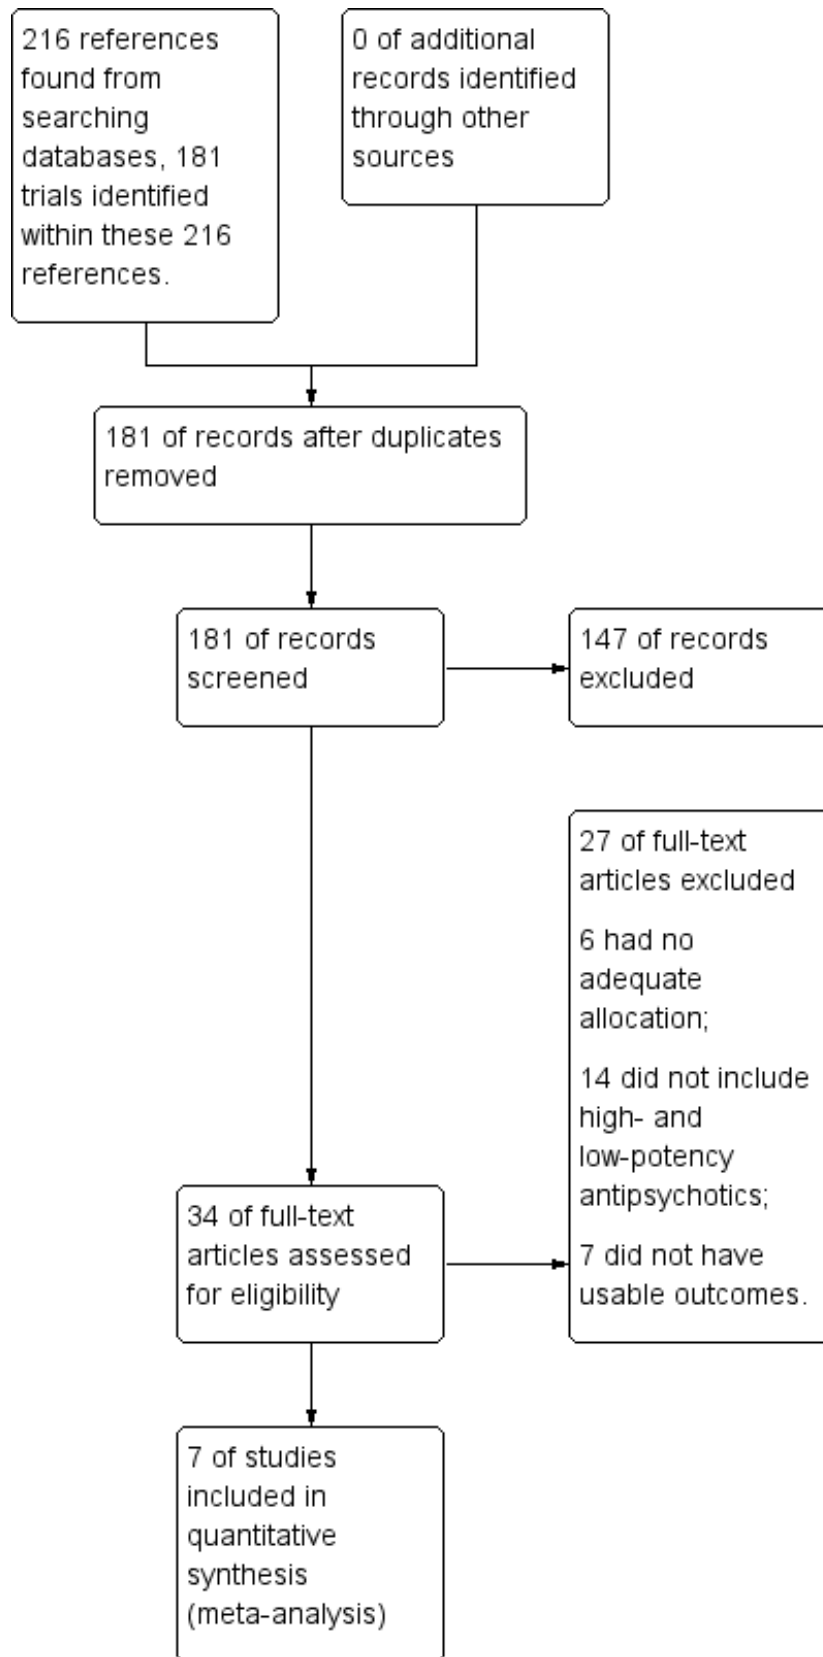 216 references
found from
searching
databases, 181
trials identified
within these 216
references.
0 of additional
records identified
through other
sources
181 of records after duplicates
removed
181 of records
screened
147 of records
excluded
27 of full-text
articles excluded
6 had no
adequate
allocation;
14 did not include
high- and
low-potency
antipsychotics;
7 did not have
usable outcomes.
34 of full-text
articles assessed
for eligibility
7 of studies
included in
quantitative
synthesis
(meta-analysis)